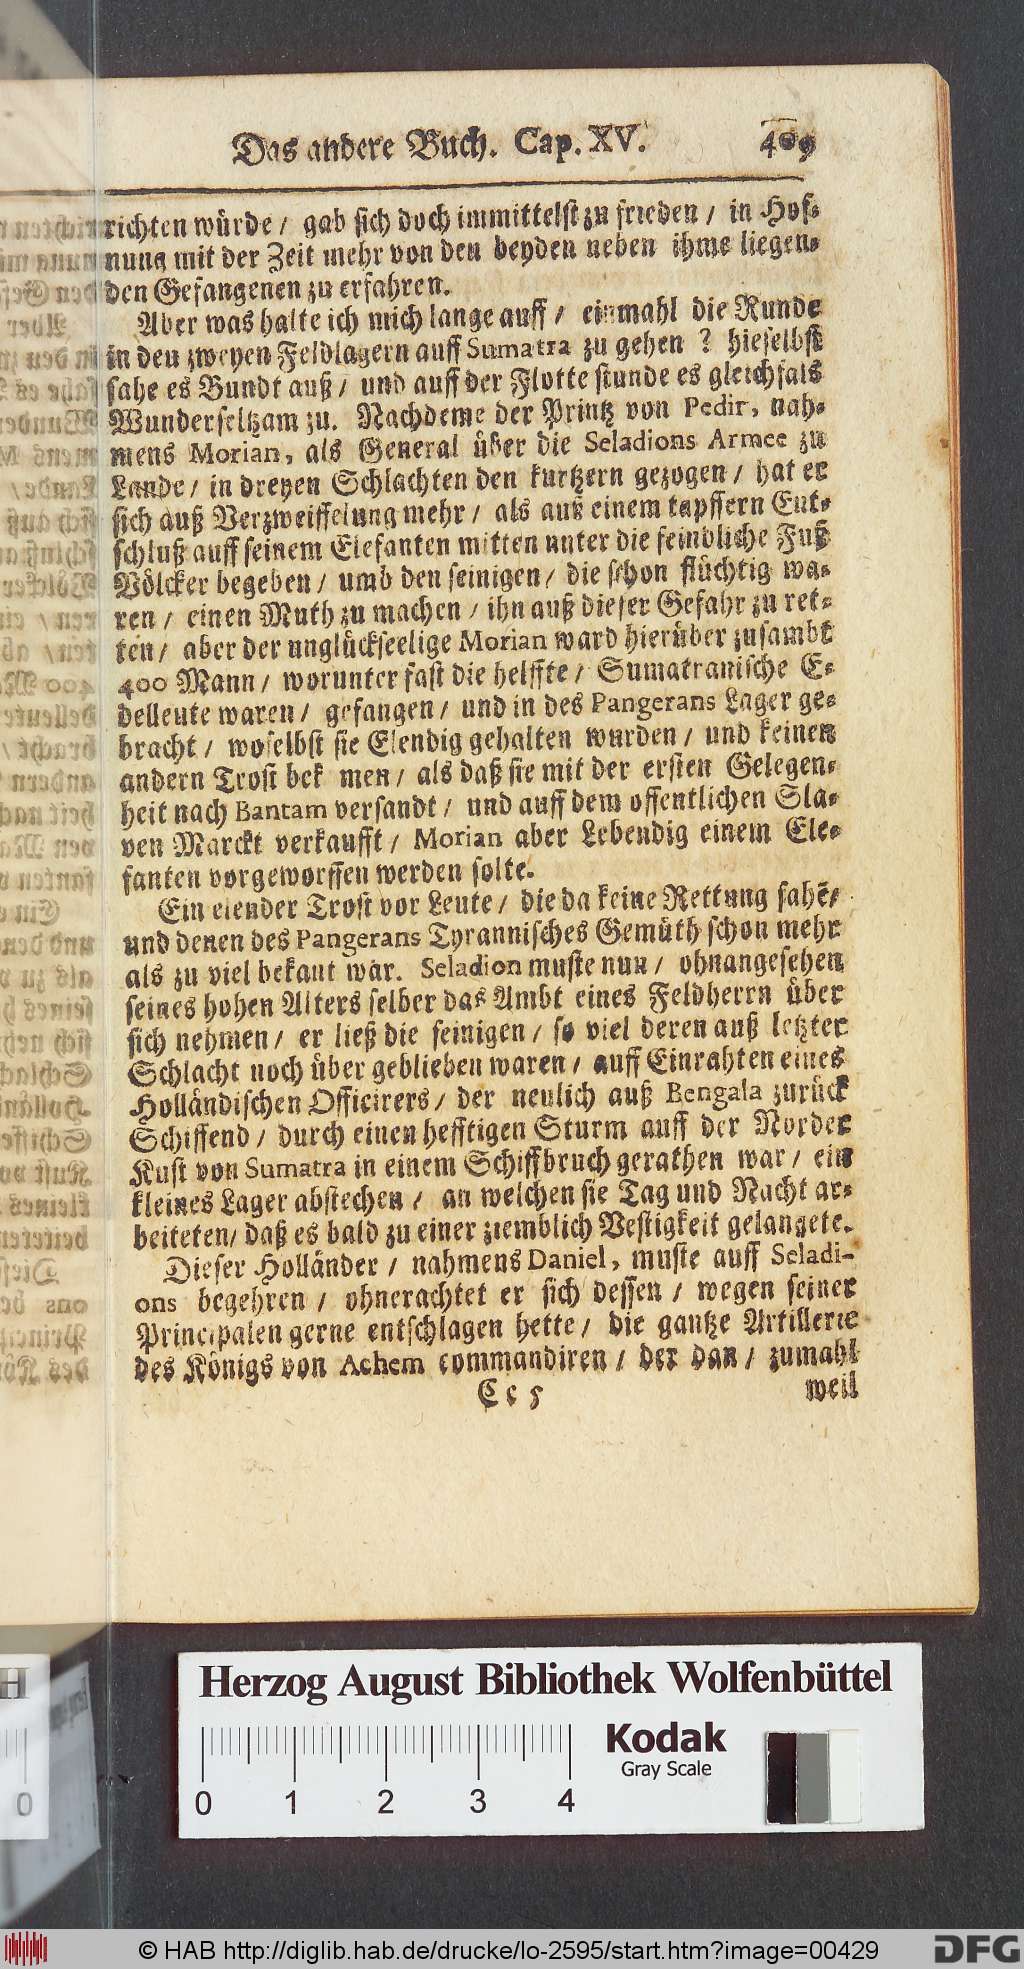 Das andere Buch. Cap. XV. 409
richten würde / gab sich doch immittelst zu frieden / in Hof-
nung mit der Zeit mehr von den beyden neben ihme liegen-
den Gefangenen zu erfahren.
Aber was halte ich mich lange auff / einmahl die Runde
in den zweyen Feldlagern auff Sumatra zu gehen ? hieselbst
sahe es Bundt auß / und auff der Flotte stunde es gleichfals
Wunderseltzam zu. Nachdeme der Printz von Pedir, nah-
mens Morian, als General über die Seladions Armee zu
Lande / in dreyen Schlachten den kurtzern gezogen / hat er
sich auß Verzweiffelung mehr / als auß einem tapffern Ent-
schluß auff seinem Elefanten mitten unter die feindliche Fuß
Völcker begeben / umb den seinigen / die schon flüchtig wa-
ren / einen Muth zu machen / ihn auß dieser Gefahr zu ret-
ten / aber der unglückseelige Morian ward hierüber zusambt
400 Mann / worunter fast die helffte / Sumatranische E-
delleute waren / gefangen / und in des Pangerans Lager ge-
bracht / woselbst sie Elendig gehalten wurden / und keinen
andern Trost bek men / als daß sie mit der ersten Gelegen-
heit nach Bantam versandt / und auff dem offentlichen Sla-
ven Marckt verkaufft / Morian aber Lebendig einem Ele-
fanten vorgeworffen werden solte.
Ein elender Trost vor Leute / die da keine Rettung sahē /
und denen des Pangerans Tyrannisches Gemüth schon mehr
als zu viel bekant war. Seladion muste nun / ohnangesehen
seines hohen Alters selber das Ambt eines Feldherrn über
sich nehmen / er ließ die seinigen / so viel deren auß letzter
Schlacht noch über geblieben waren / auff Einrahten eines
Holländischen Officirers / der neulich auß Bengala zurück
Schiffend / durch einen hefftigen Sturm auff der Norder
Kust von Sumatra in einem Schiffbruch gerathen war / ein
kleines Lager abstechen / an welchen sie Tag und Nacht ar-
beiteten / daß es bald zu einer ziemblich Vestigkeit gelangete.
Dieser Holländer / nahmens Daniel, muste auff Seladi-
ons begehren / ohnerachtet er sich dessen / wegen seiner
Principalen gerne entschlagen hette / die gantze Artillerie
des Königs von Achem commandiren / der dan / zumahl
Cc 5 weil
Herzog August Bibliothek Wolfenbüttel
Kodak
Gray Scale
0 1 2 3 4
© HAB http://diglib.hab.de/drucke/lo-2595/start.htm?image=00429
DFG